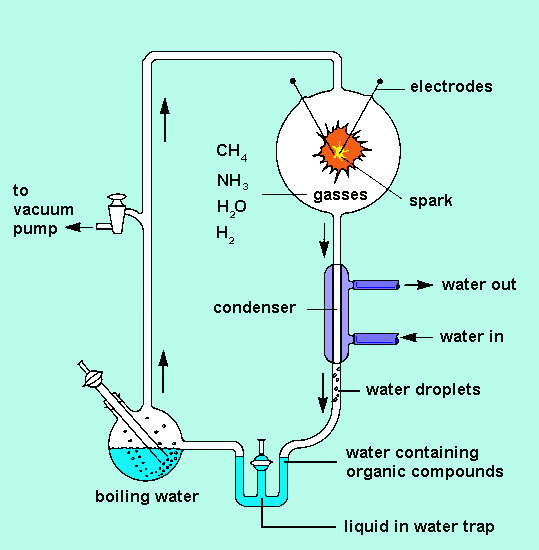 electrodes
CH4
NH3
H2O
H2
gasses
spark
to
vacuum
pump
condenser
water out
water in
water droplets
water containing
organic compounds
boiling water
liquid in water trap